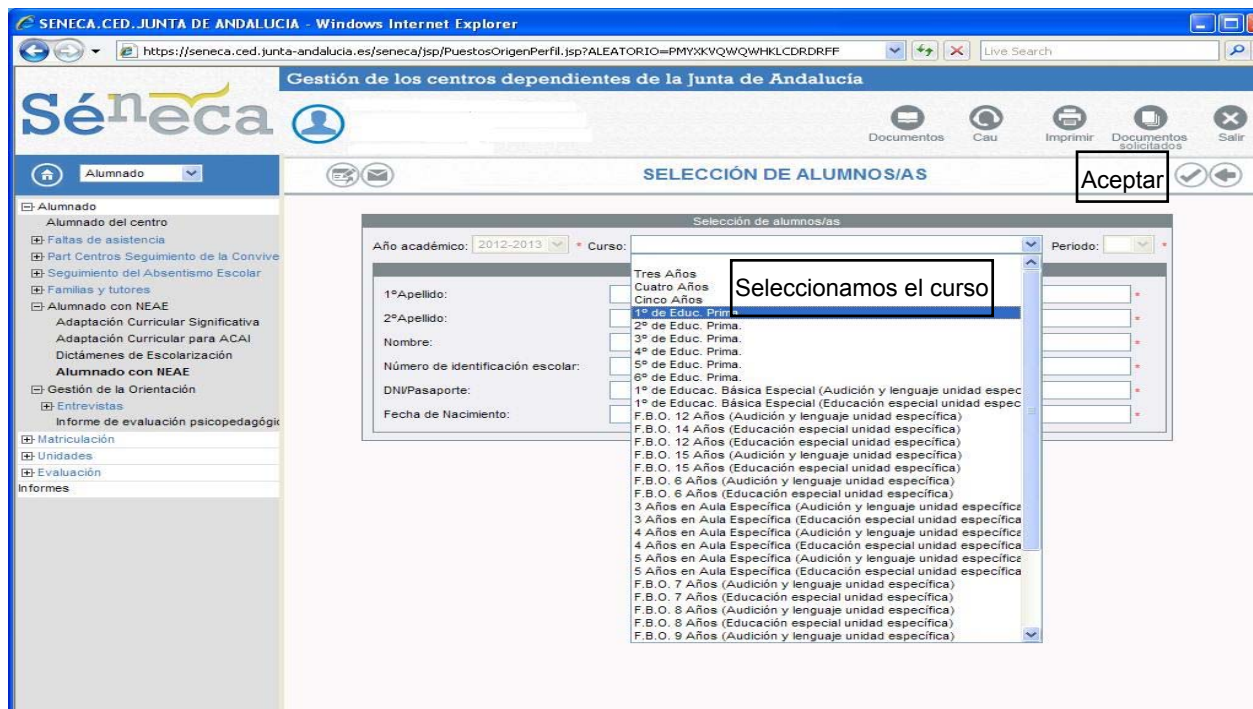 SENECA.CED.JUNTA DE ANDALUCIA - Windows Internet Explorer
https://seneca.ced.junta-andalucia.es/seneca/jsp/PuestosOrigenPerfil.jsp?ALEATORIO=PMYXKVQWQWHKLCDRDRFF
Live Search
Gestión de los centros dependientes de la Junta de Andalucía
Séneca
Documentos
Cau
Imprimir
Documentos
solicitados
Salir
Alumnado
SELECCIÓN DE ALUMNOS/AS
Aceptar
Alumnado
Alumnado del centro
Faltas de asistencia
Part Centros Seguimiento de la Convive
Seguimiento del Absentismo Escolar
Familias y tutores
Alumnado con NEAE
Adaptación Curricular Significativa
Adaptación Curricular para ACAI
Dictámenes de Escolarización
Alumnado con NEAE
Gestión de la Orientación
Entrevistas
Informe de evaluación psicopedagógic
Matriculación
Unidades
Evaluación
Informes
Selección de alumnos/as
Año académico: 2012-2013 * Curso: Periodo: *
1ºApellido: *
2ºApellido: *
Nombre: *
Número de identificación escolar: *
DNI/Pasaporte: *
Fecha de Nacimiento: *
Seleccionamos el curso
Tres Años
Cuatro Años
Cinco Años
1º de Educ. Prima.
2º de Educ. Prima.
3º de Educ. Prima.
4º de Educ. Prima.
5º de Educ. Prima.
6º de Educ. Prima.
1º de Educac. Básica Especial (Audición y lenguaje unidad espec
1º de Educac. Básica Especial (Educación especial unidad espec
F.B.O. 12 Años (Audición y lenguaje unidad específica)
F.B.O. 14 Años (Educación especial unidad específica)
F.B.O. 12 Años (Educación especial unidad específica)
F.B.O. 15 Años (Audición y lenguaje unidad específica)
F.B.O. 15 Años (Educación especial unidad específica)
F.B.O. 6 Años (Audición y lenguaje unidad específica)
F.B.O. 6 Años (Educación especial unidad específica)
3 Años en Aula Específica (Audición y lenguaje unidad específica
3 Años en Aula Específica (Educación especial unidad específica
4 Años en Aula Específica (Audición y lenguaje unidad específica
4 Años en Aula Específica (Educación especial unidad específica
5 Años en Aula Específica (Audición y lenguaje unidad específica
5 Años en Aula Específica (Educación especial unidad específica
F.B.O. 7 Años (Audición y lenguaje unidad específica)
F.B.O. 7 Años (Educación especial unidad específica)
F.B.O. 8 Años (Audición y lenguaje unidad específica)
F.B.O. 8 Años (Educación especial unidad específica)
F.B.O. 9 Años (Audición y lenguaje unidad específica)